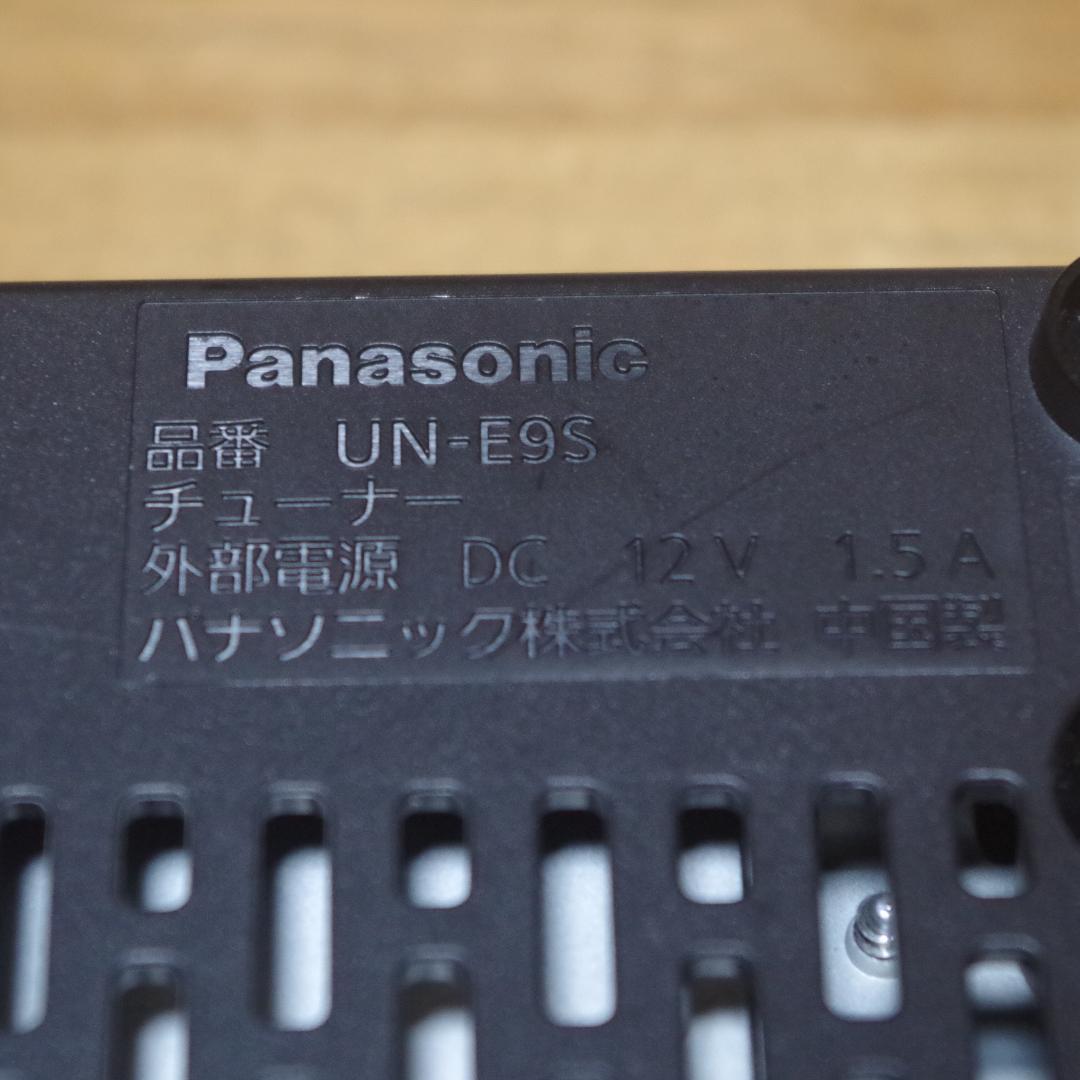 Panasonic
品番 UN-E9S
チューナー
外部電源 DC 12V 1.5A
パナソニック株式会社 中国製